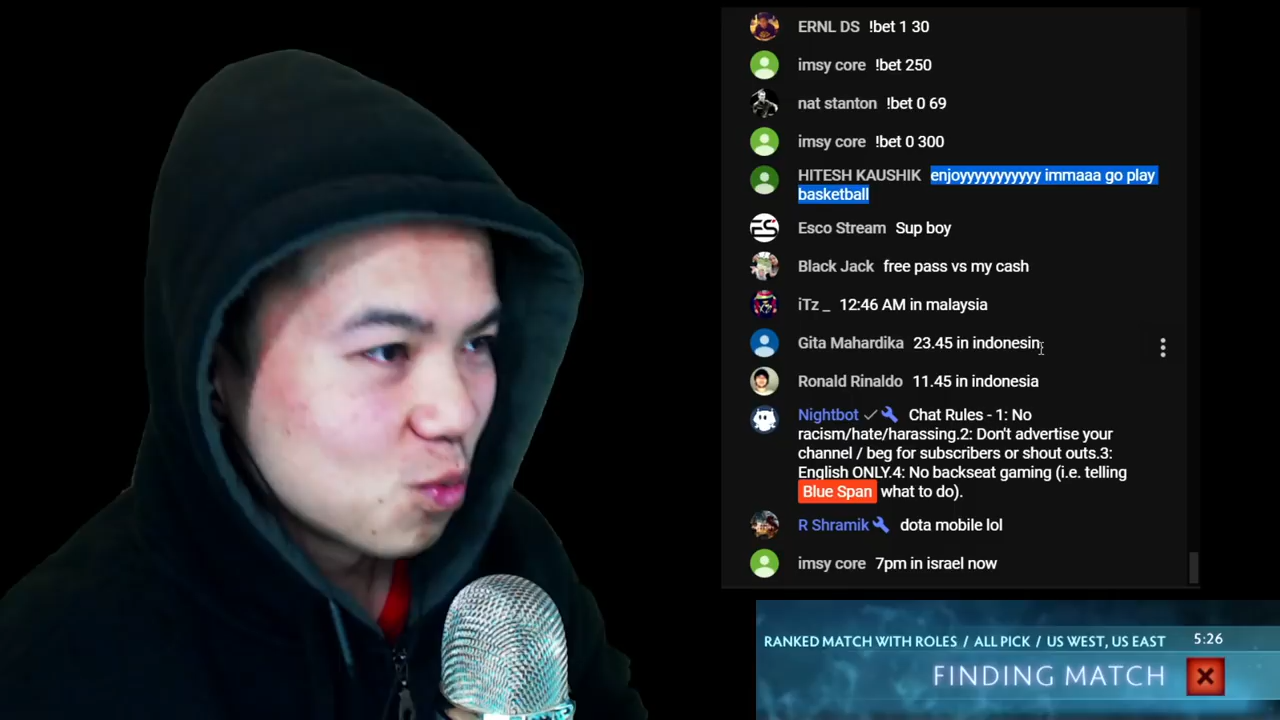 ERNL DS !bet 1 30
imsy core !bet 250
nat stanton !bet 0 69
imsy core !bet 0 300
HITESH KAUSHIK enjoyyyyyyyyyyy immaaa go play
basketball
Esco Stream Sup boy
Black Jack free pass vs my cash
iTz _ 12:46 AM in malaysia
Gita Mahardika 23.45 in indonesin
Ronald Rinaldo 11.45 in indonesia
Nightbot Chat Rules - 1: No
racism/hate/harassing.2: Don't advertise your
channel / beg for subscribers or shout outs.3:
English ONLY.4: No backseat gaming (i.e. telling
Blue Span what to do).
R Shramik dota mobile lol
imsy core 7pm in israel now
RANKED MATCH WITH ROLES / ALL PICK / US WEST, US EAST 5:26
FINDING MATCH